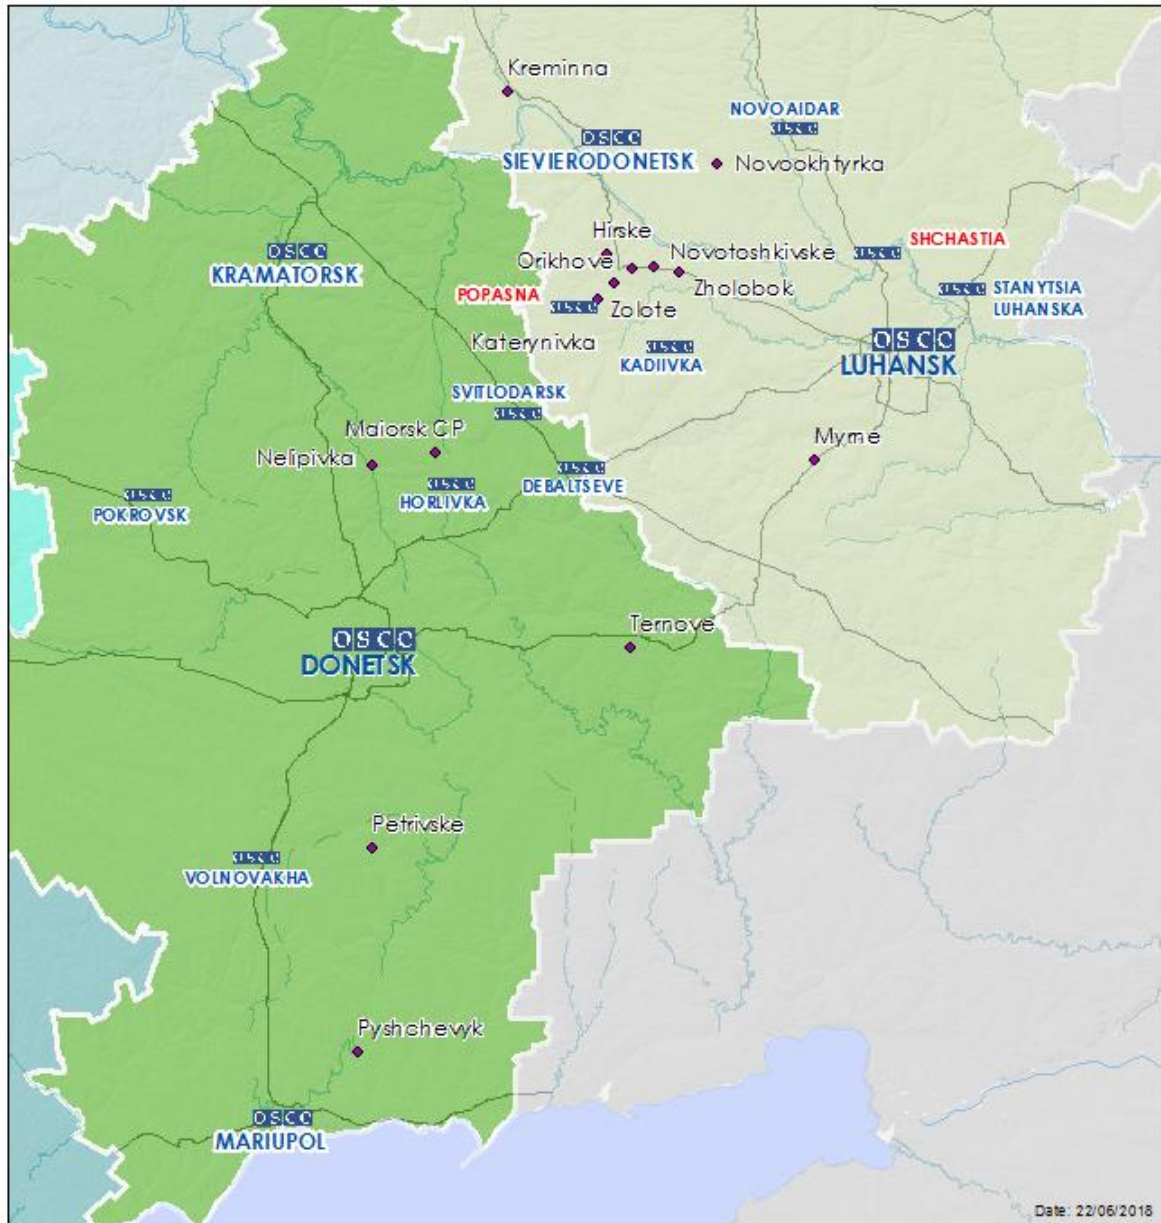 Kreminna
NOVOAIDAR
OSCE
OSCE
SIEVIERODONETSK
Novookhtyrka
Hirske
SHCHASTIA
OSCE
OSCE
KRAMATORSK
Orikhove
Novotoshkivske
Zholobok
POPASNA
OSCE
Zolote
OSCE
STANYTSIA
LUHANSKA
Katerynivka
OSCE
KADIIVKA
OSCE
LUHANSK
SVITLODARSK
OSCE
Maiorsk CP
Nelipivka
Myrne
OSCE
DEBALTSEVE
OSCE
HORLIVKA
OSCE
POKROVSK
Ternove
OSCE
DONETSK
Petrivske
OSCE
VOLNOVAKHA
Pyshchevyk
OSCE
MARIUPOL
Date: 22/06/2018